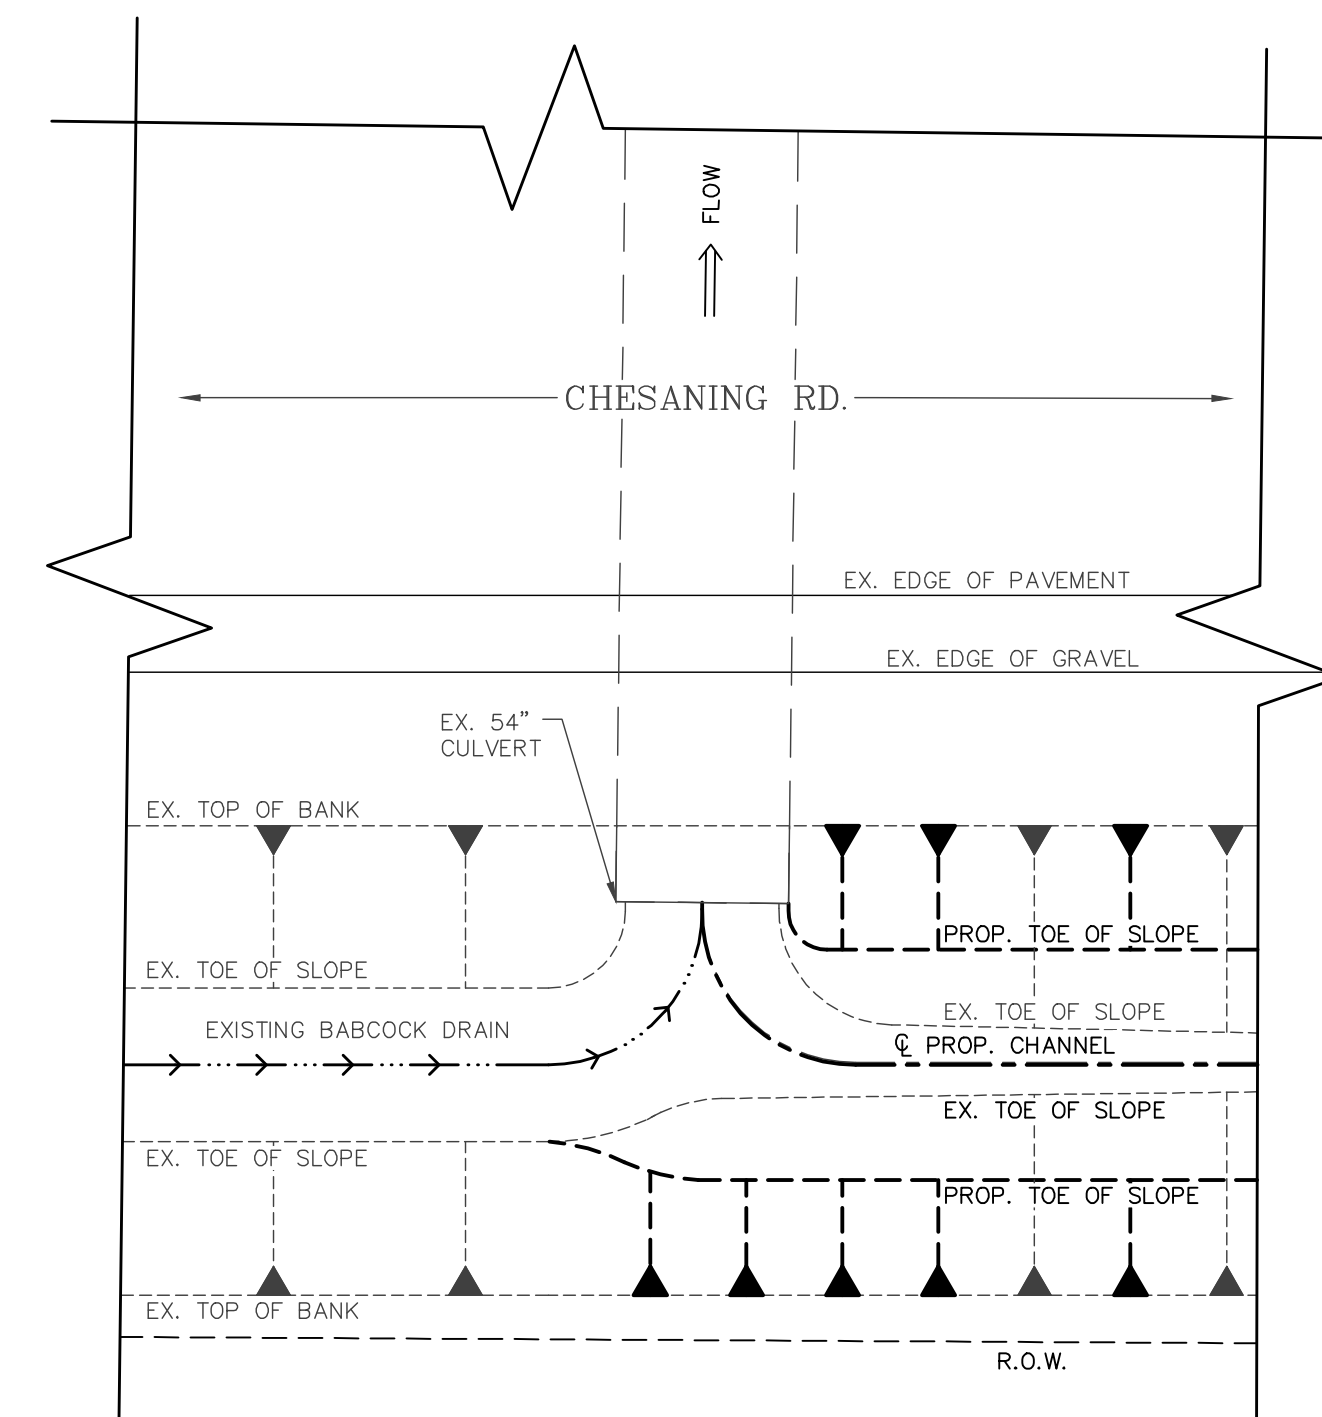 FLOW
CHESANING RD.
EX. EDGE OF PAVEMENT
EX. EDGE OF GRAVEL
EX. 54”
CULVERT
EX. TOP OF BANK
PROP. TOE OF SLOPE
EX. TOE OF SLOPE
EX. TOE OF SLOPE
EXISTING BABCOCK DRAIN
℄ PROP. CHANNEL
EX. TOE OF SLOPE
EX. TOE OF SLOPE
PROP. TOE OF SLOPE
EX. TOP OF BANK
R.O.W.